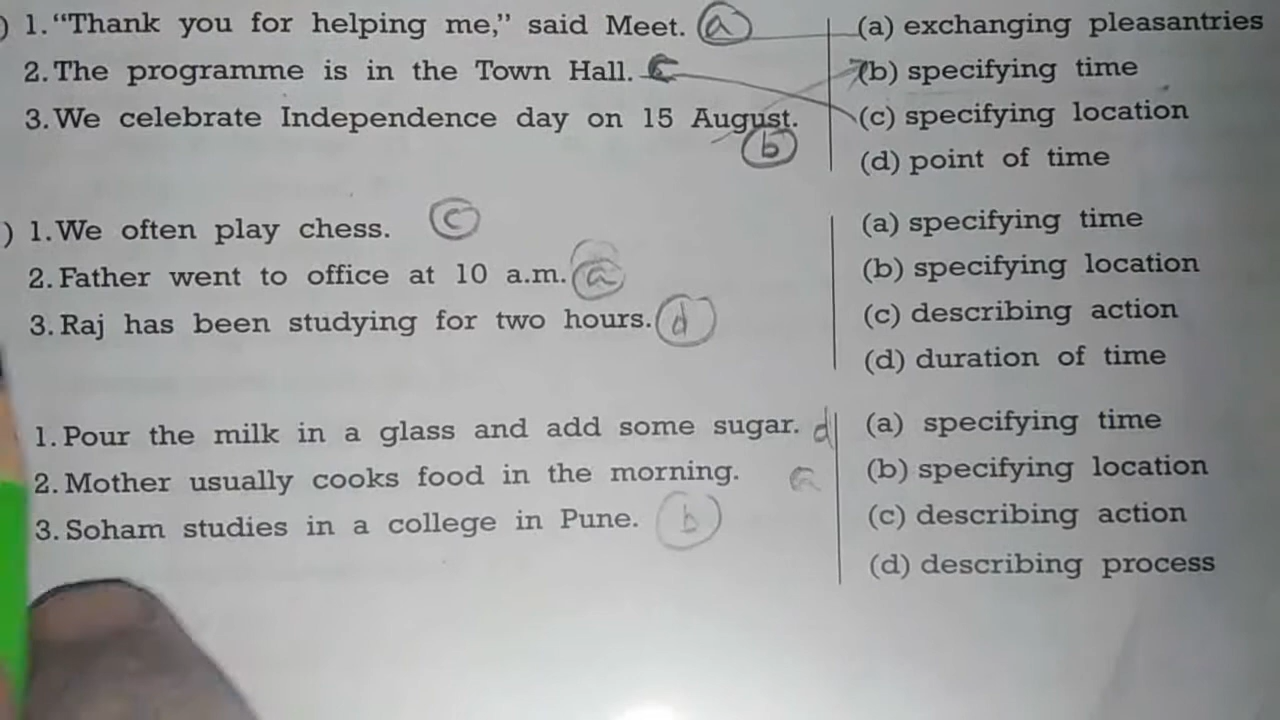 ) 1. “Thank you for helping me,” said Meet. a (a) exchanging pleasantries
2. The programme is in the Town Hall. c (b) specifying time
3. We celebrate Independence day on 15 August. (c) specifying location
b (d) point of time
) 1. We often play chess. c (a) specifying time
2. Father went to office at 10 a.m. a (b) specifying location
3. Raj has been studying for two hours. d (c) describing action
(d) duration of time
1. Pour the milk in a glass and add some sugar. d (a) specifying time
2. Mother usually cooks food in the morning. a (b) specifying location
3. Soham studies in a college in Pune. b (c) describing action
(d) describing process